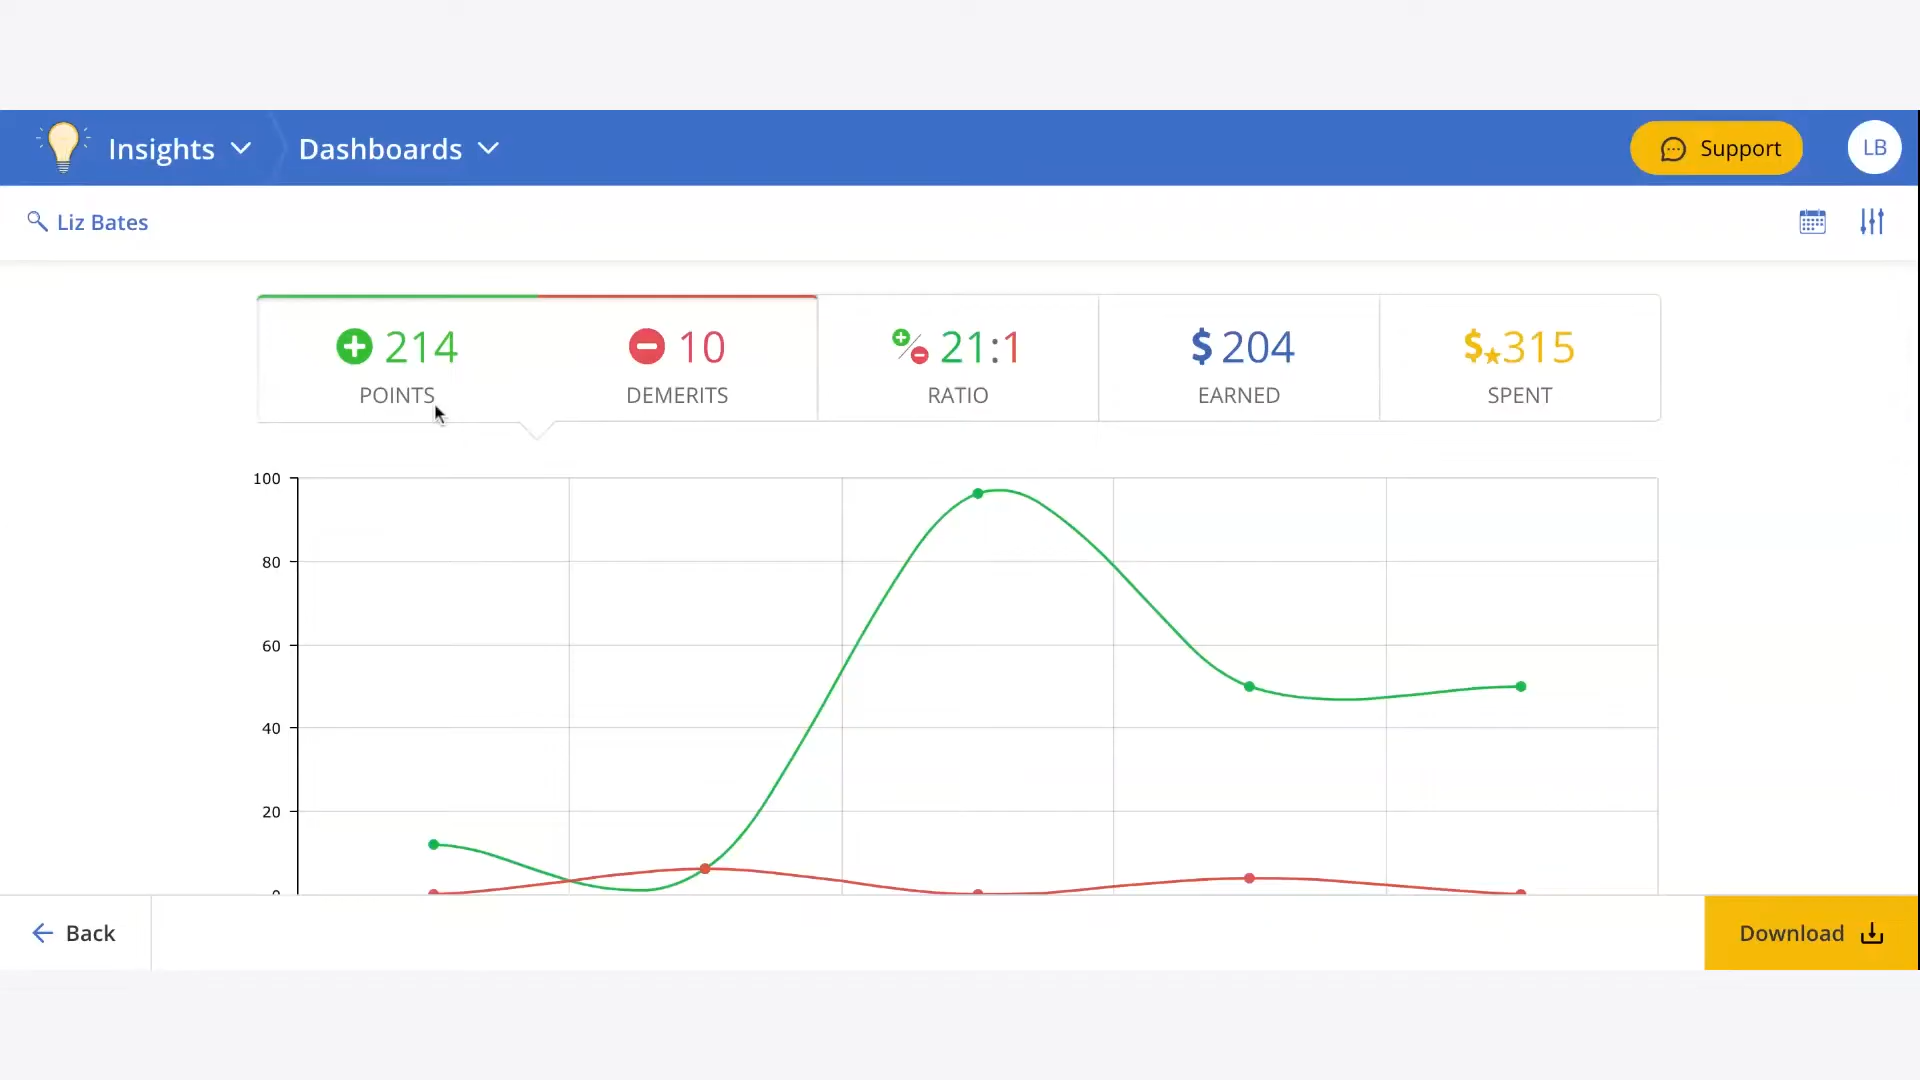 Insights
Dashboards
Support
LB
Liz Bates
214
POINTS
10
DEMERITS
21:1
RATIO
$ 204
EARNED
$ 315
SPENT
100
80
60
40
20
Back
Download